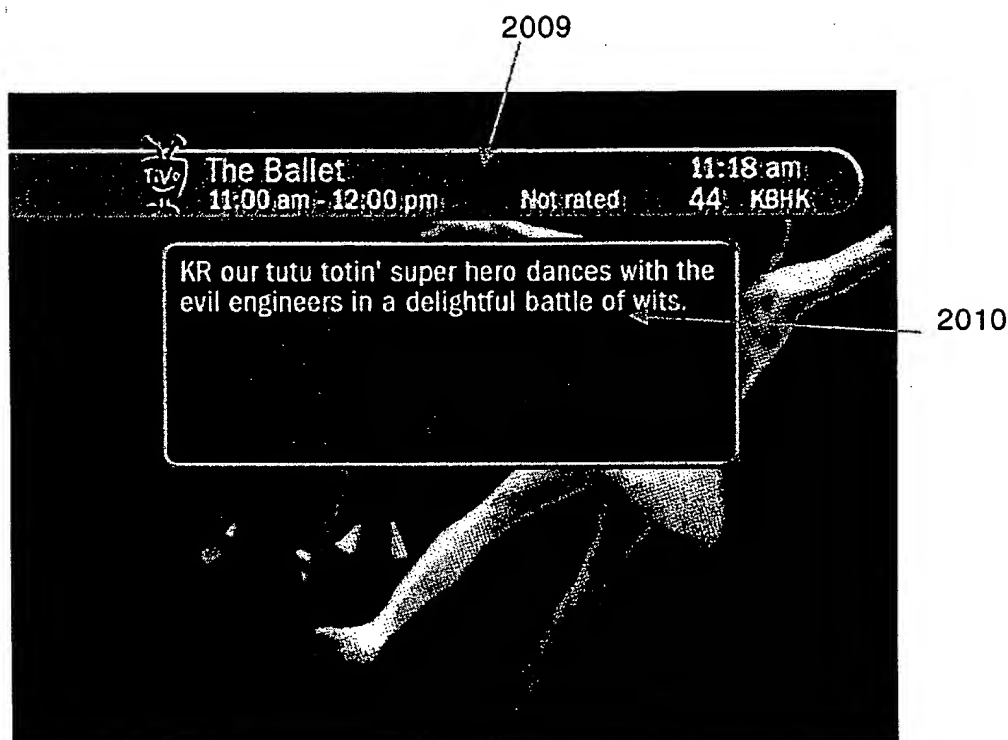 2009
TiVo The Ballet 11:18 am
11:00 am - 12:00 pm Not rated 44 KBHK
KR our tutu totin' super hero dances with the
evil engineers in a delightful battle of wits.
2010